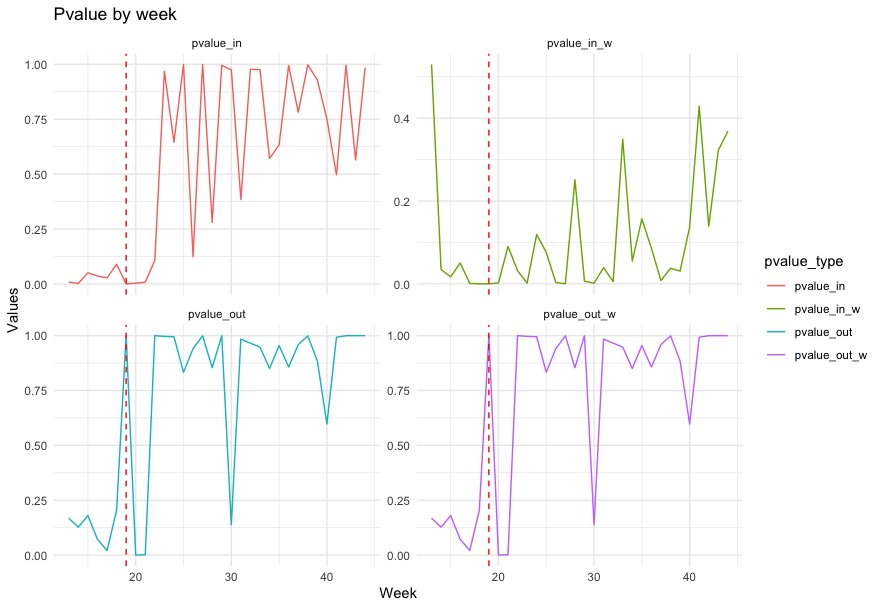 Pvalue by week
pvalue_in
pvalue_in_w
1.00
0.75
0.50
0.25
0.00
0.4
0.2
0.0
pvalue_out
pvalue_out_w
1.00
0.75
0.50
0.25
0.00
1.00
0.75
0.50
0.25
0.00
20
30
40
20
30
40
Values
Week
pvalue_type
pvalue_in
pvalue_in_w
pvalue_out
pvalue_out_w